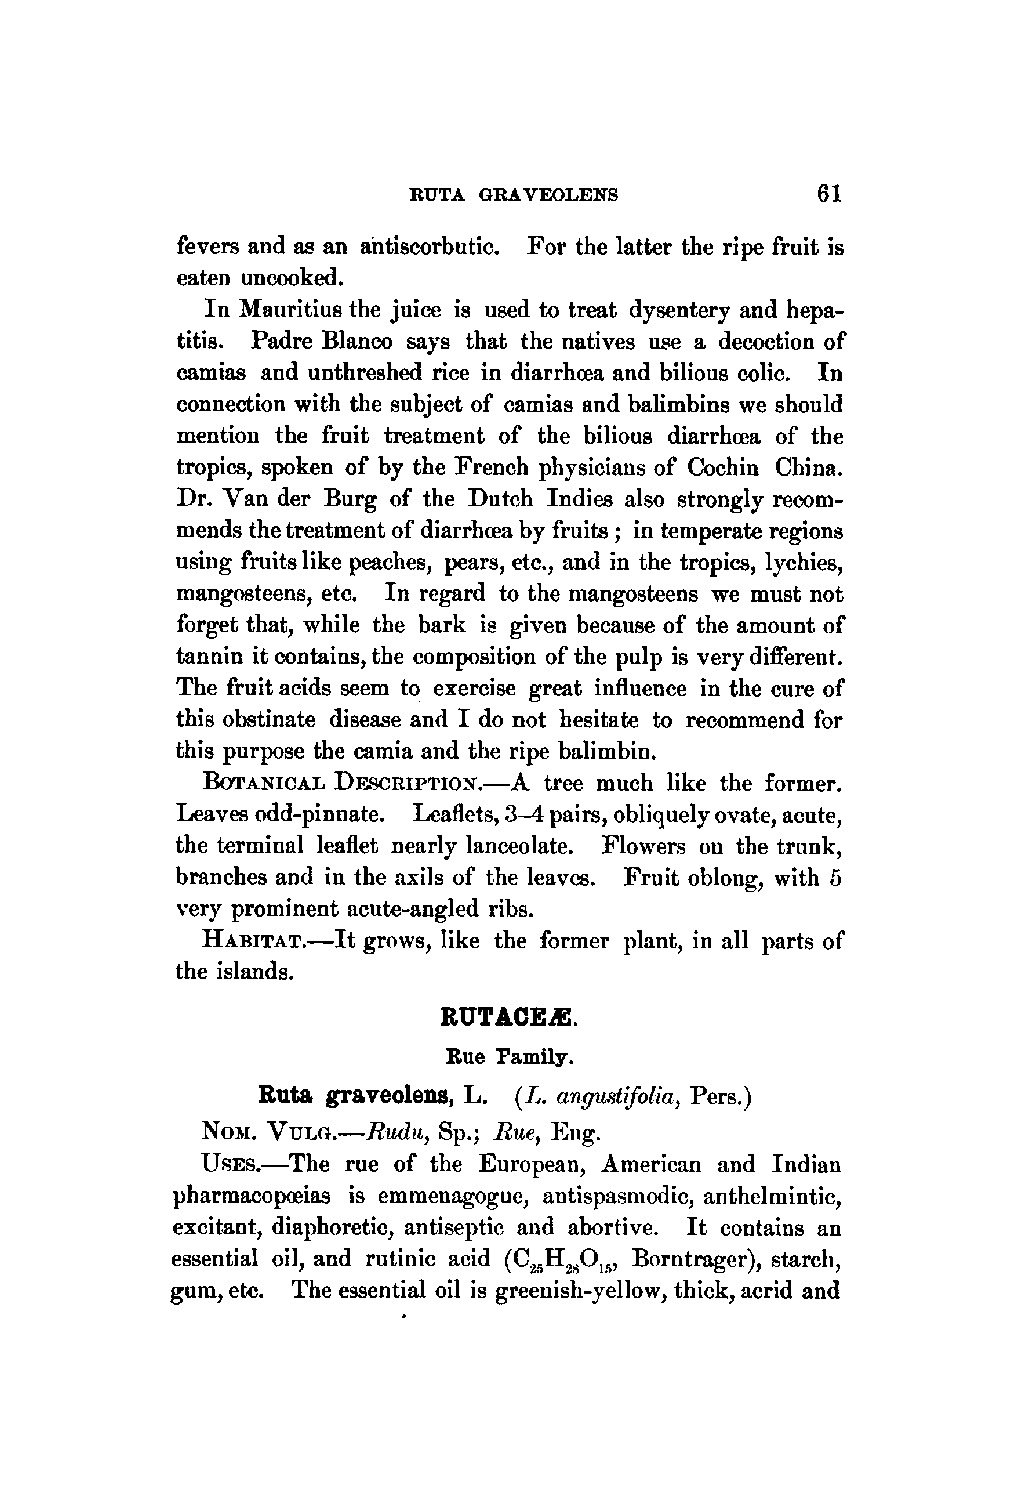 RUTA GRAVEOLENS 61
fevers and as an antiscorbutic. For the latter the ripe fruit is
eaten uncooked.
In Mauritius the juice is used to treat dysentery and hepa-
titis. Padre Blanco says that the natives use a decoction of
camias and unthreshed rice in diarrhœa and bilious colic. In
connection with the subject of camias and balimbins we should
mention the fruit treatment of the bilious diarrhœa of the
tropics, spoken of by the French physicians of Cochin China.
Dr. Van der Burg of the Dutch Indies also strongly recom-
mends the treatment of diarrhœa by fruits; in temperate regions
using fruits like peaches, pears, etc., and in the tropics, lychies,
mangosteens, etc. In regard to the mangosteens we must not
forget that, while the bark is given because of the amount of
tannin it contains, the composition of the pulp is very different.
The fruit acids seem to exercise great influence in the cure of
this obstinate disease and I do not hesitate to recommend for
this purpose the camia and the ripe balimbin.
BOTANICAL DESCRIPTION.—A tree much like the former.
Leaves odd-pinnate. Leaflets, 3–4 pairs, obliquely ovate, acute,
the terminal leaflet nearly lanceolate. Flowers on the trunk,
branches and in the axils of the leaves. Fruit oblong, with 5
very prominent acute-angled ribs.
HABITAT.—It grows, like the former plant, in all parts of
the islands.
RUTACEÆ.
Rue Family.
Ruta graveolens, L. (L. angustifolia, Pers.)
NOM. VULG.—Rudu, Sp.; Rue, Eng.
USES.—The rue of the European, American and Indian
pharmacopœias is emmenagogue, antispasmodic, anthelmintic,
excitant, diaphoretic, antiseptic and abortive. It contains an
essential oil, and rutinic acid (C₂₅H₂₈O₁₅, Borntrager), starch,
gum, etc. The essential oil is greenish-yellow, thick, acrid and